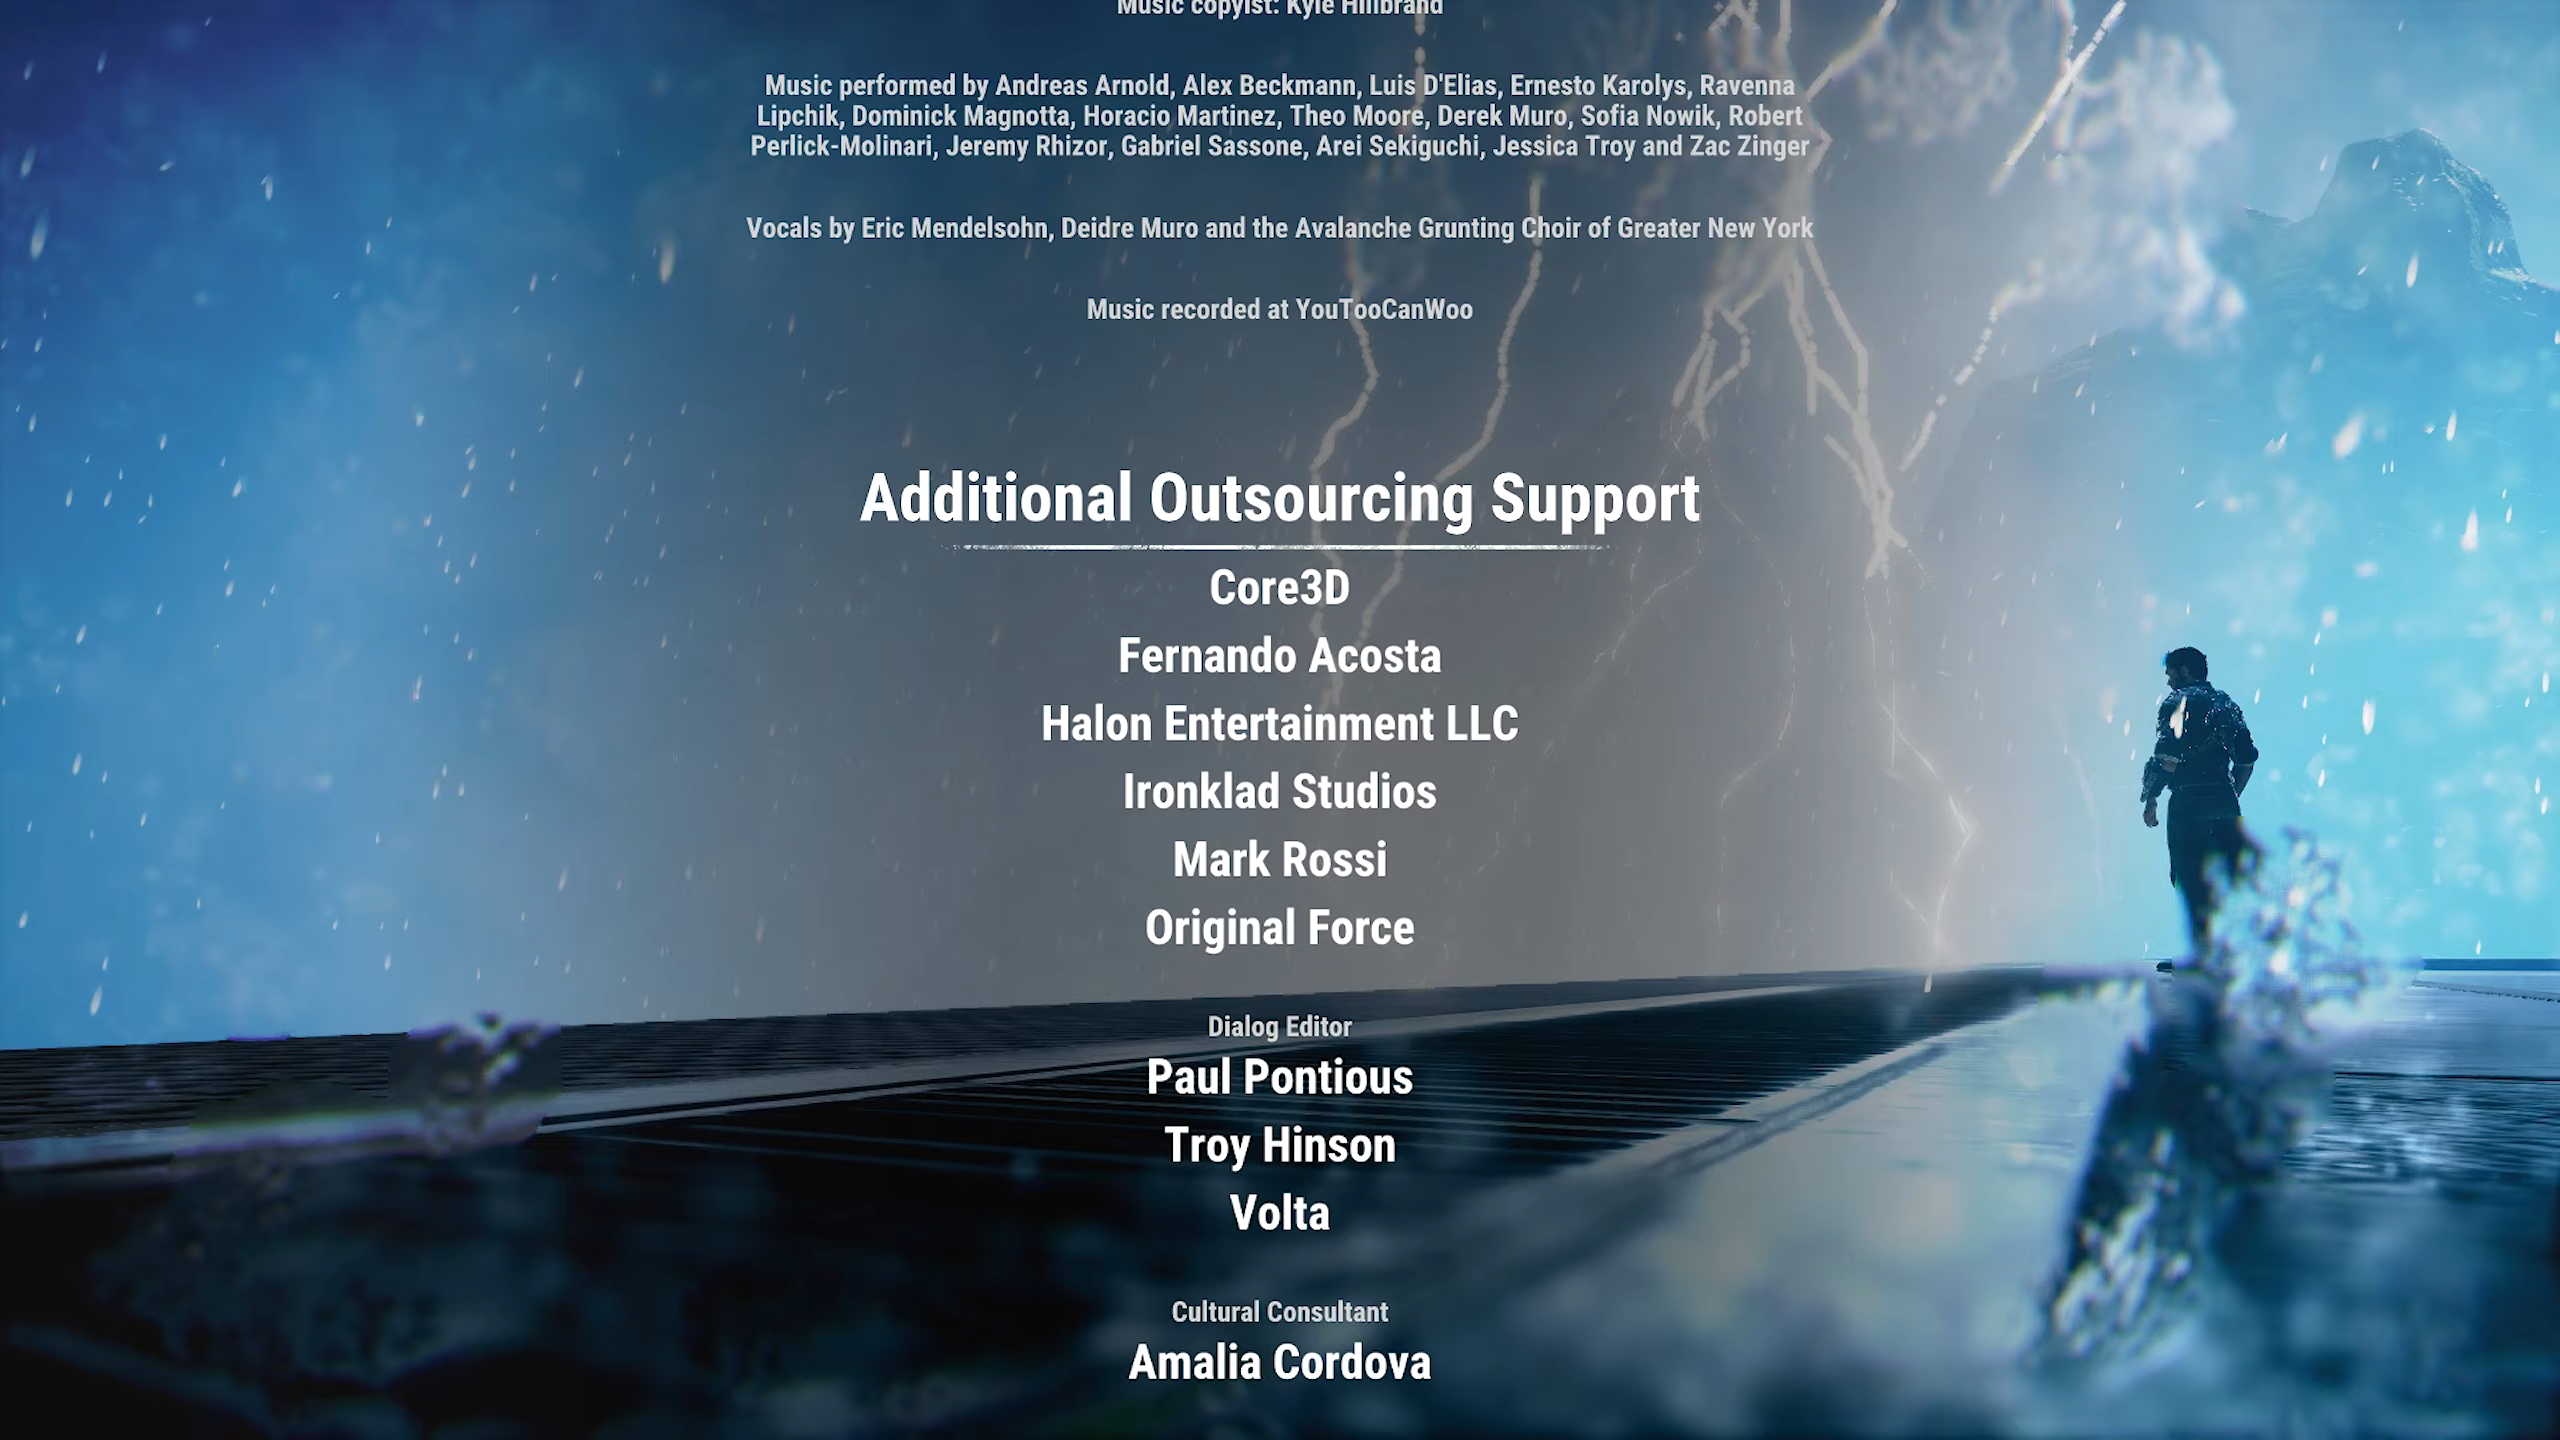 Music copyist: Kyle Hillbrand
Music performed by Andreas Arnold, Alex Beckmann, Luis D'Elias, Ernesto Karolys, Ravenna
Lipchik, Dominick Magnotta, Horacio Martinez, Theo Moore, Derek Muro, Sofia Nowik, Robert
Perlick-Molinari, Jeremy Rhizor, Gabriel Sassone, Arei Sekiguchi, Jessica Troy and Zac Zinger
Vocals by Eric Mendelsohn, Deidre Muro and the Avalanche Grunting Choir of Greater New York
Music recorded at YouTooCanWoo
Additional Outsourcing Support
Core3D
Fernando Acosta
Halon Entertainment LLC
Ironklad Studios
Mark Rossi
Original Force
Dialog Editor
Paul Pontious
Troy Hinson
Volta
Cultural Consultant
Amalia Cordova